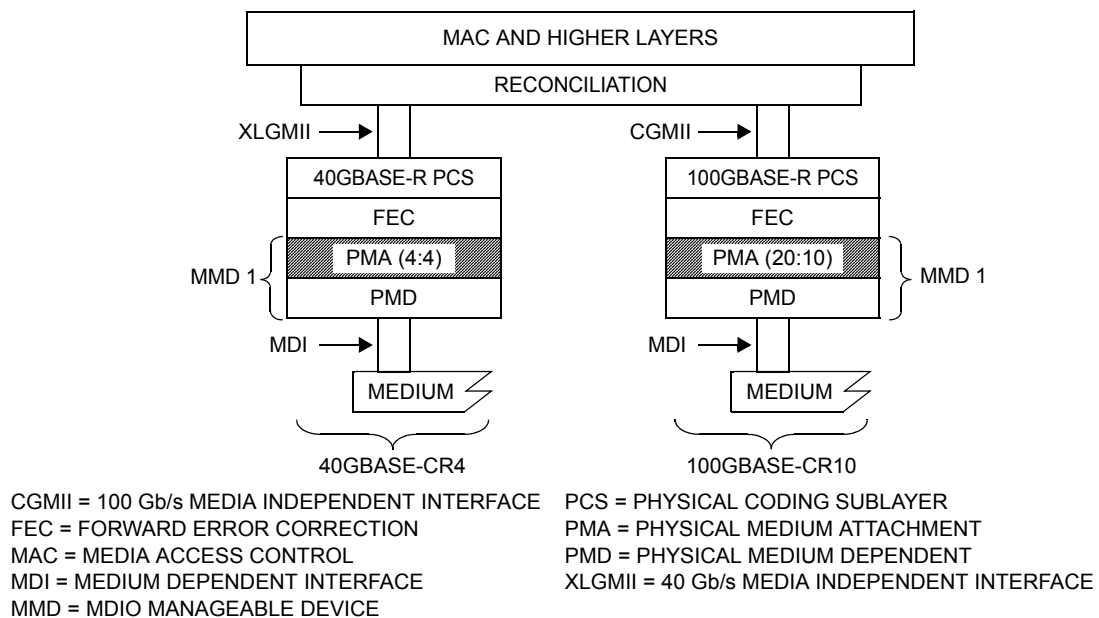 MAC AND HIGHER LAYERS
RECONCILIATION
XLGMII
CGMII
40GBASE-R PCS
100GBASE-R PCS
FEC
FEC
PMA (4:4)
PMA (20:10)
MMD 1
MMD 1
PMD
PMD
MDI
MDI
MEDIUM
MEDIUM
40GBASE-CR4
100GBASE-CR10
CGMII = 100 Gb/s MEDIA INDEPENDENT INTERFACE
FEC = FORWARD ERROR CORRECTION
MAC = MEDIA ACCESS CONTROL
MDI = MEDIUM DEPENDENT INTERFACE
MMD = MDIO MANAGEABLE DEVICE
PCS = PHYSICAL CODING SUBLAYER
PMA = PHYSICAL MEDIUM ATTACHMENT
PMD = PHYSICAL MEDIUM DEPENDENT
XLGMII = 40 Gb/s MEDIA INDEPENDENT INTERFACE